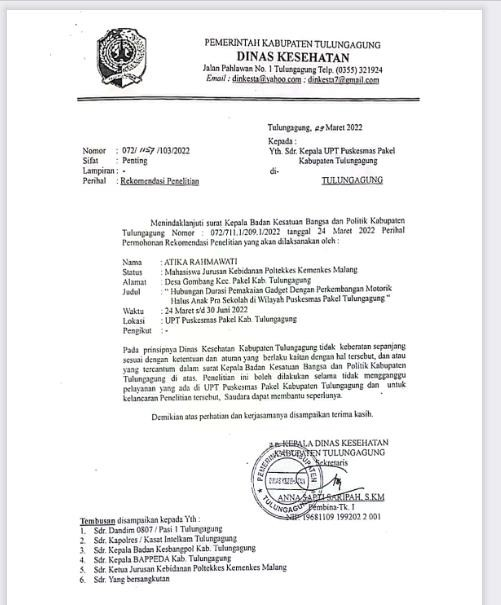 PEMERINTAH KABUPATEN TULUNGAGUNG
DINAS KESEHATAN
Jalan Pahlawan No. 1 Tulungagung Telp. (0355) 321924
Email : dinkesta@yahoo.com : dinkesta7@gmail.com
Tulungagung, 29 Maret 2022
Kepada :
Nomor : 072/ 1157 /103/2022
Yth. Sdr. Kepala UPT Puskesmas Pakel
Sifat : Penting
Kabupaten Tulungagung
Lampiran : -
di-
Perihal : Rekomendasi Penelitian
TULUNGAGUNG
Menindaklanjuti surat Kepala Badan Kesatuan Bangsa dan Politik Kabupaten
Tulungagung Nomor : 072/711.1/209.1/2022 tanggal 24 Maret 2022 Perihal
Permohonan Rekomendasi Penelitian yang akan dilaksanakan oleh :
Nama : ATIKA RAHMAWATI
Status : Mahasiswa Jurusan Kebidanan Poltekkes Kemenkes Malang
Alamat : Desa Gombang Kec. Pakel Kab. Tulungagung
Judul : " Hubungan Durasi Pemakaian Gadget Dengan Perkembangan Motorik
Halus Anak Pra Sekolah di Wilayah Puskesmas Pakel Tulungagung "
Waktu : 24 Maret s/d 30 Juni 2022
Lokasi : UPT Puskesmas Pakel Kab. Tulungagung
Pengikut : -
Pada prinsipnya Dinas Kesehatan Kabupaten Tulungagung tidak keberatan sepanjang
sesuai dengan ketentuan dan aturan yang berlaku kaitan dengan hal tersebut, dan atau
yang tercantum dalam surat Kepala Badan Kesatuan Bangsa dan Politik Kabupaten
Tulungagung di atas. Penelitian ini boleh dilakukan selama tidak mengganggu
pelayanan yang ada di UPT Puskesmas Pakel Kabupaten Tulungagung dan untuk
kelancaran Penelitian tersebut, Saudara dapat membantu seperlunya.
Demikian atas perhatian dan kerjasamanya disampaikan terima kasih.
a.n. KEPALA DINAS KESEHATAN
KABUPATEN TULUNGAGUNG
Sekretaris
PEMERINTAH KABUPATEN
DINAS KESEHATAN
TULUNGAGUNG
ANNA SAPTI SARIPAH, S.KM
Pembina-Tk. I
NIP 19681109 199202 2 001
Tembusan disampaikan kepada Yth :
1. Sdr. Dandim 0807 / Pasi 1 Tulungagung
2. Sdr. Kapolres / Kasat Intelkam Tulungagung
3. Sdr. Kepala Badan Kesbangpol Kab. Tulungagung
4. Sdr. Kepala BAPPEDA Kab. Tulungagung
5. Sdr. Ketua Jurusan Kebidanan Poltekkes Kemenkes Malang
6. Sdr. Yang bersangkutan